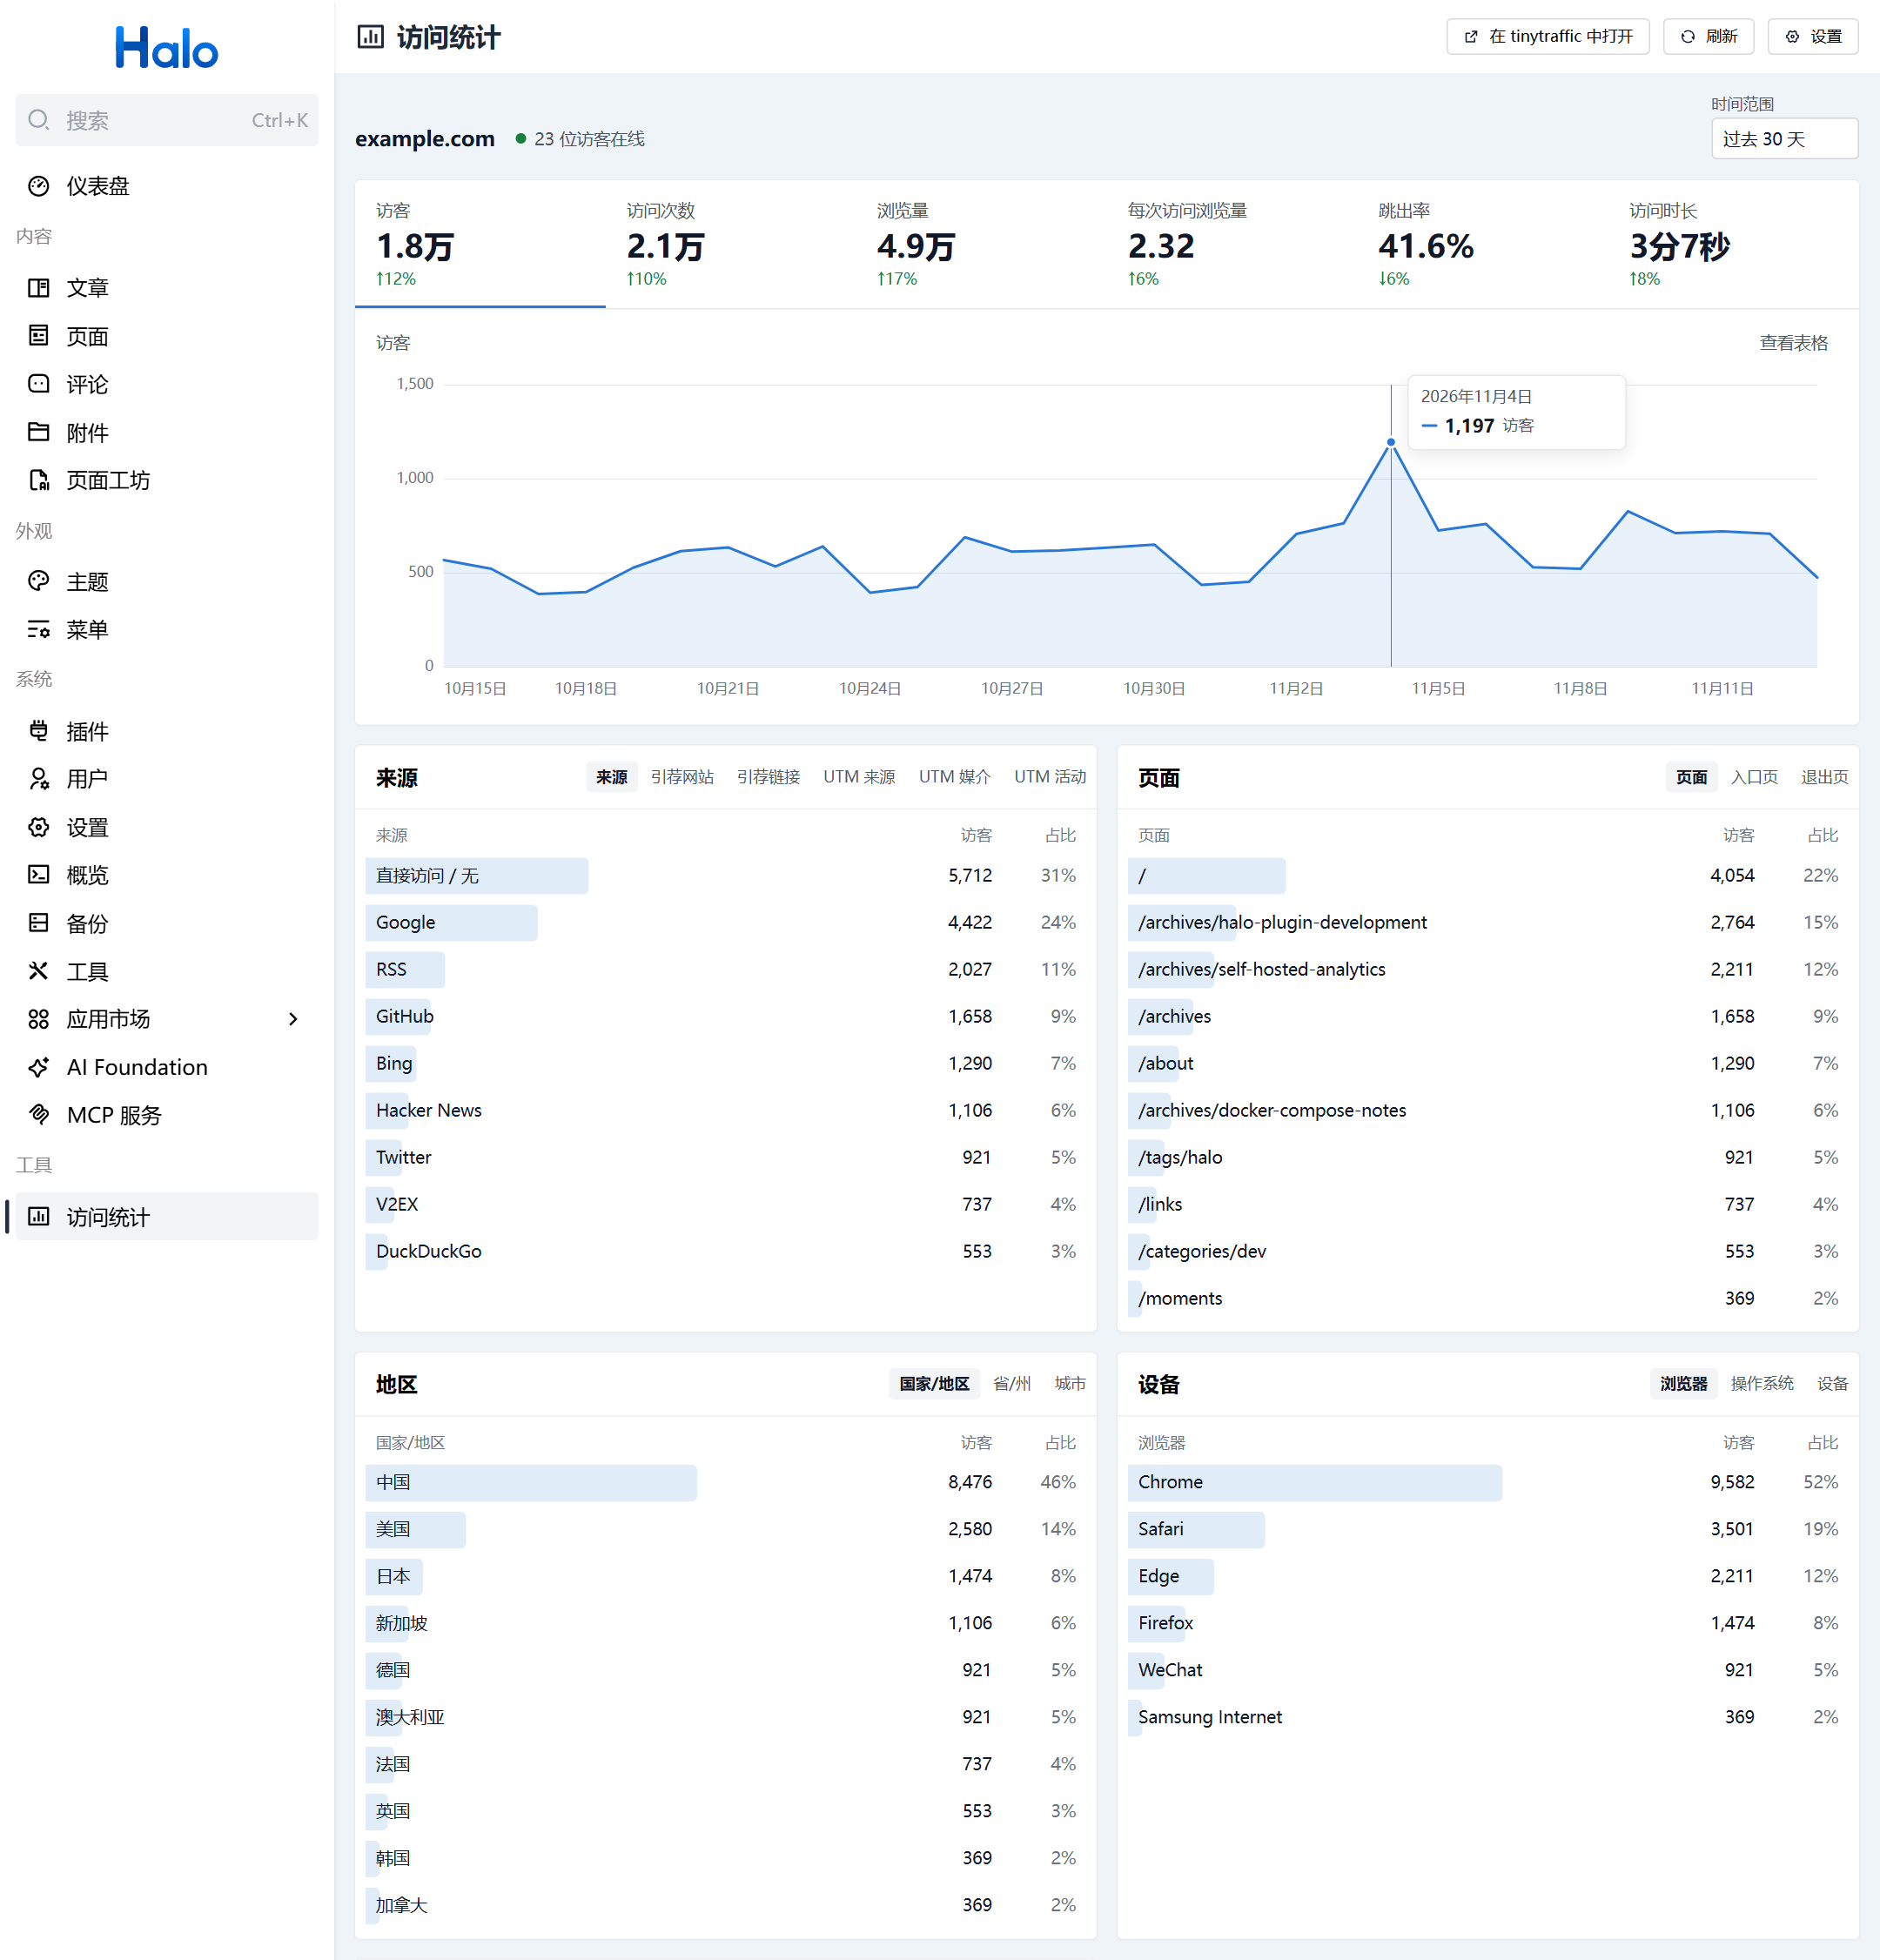 Halo
搜索 Ctrl+K
仪表盘
内容
文章
页面
评论
附件
页面工坊
外观
主题
菜单
系统
插件
用户
设置
概览
备份
工具
应用市场
AI Foundation
MCP 服务
工具
访问统计
访问统计
在 tinytraffic 中打开 刷新 设置
时间范围
example.com 23 位访客在线 过去 30 天
访客 访问次数 浏览量 每次访问浏览量 跳出率 访问时长
1.8万 2.1万 4.9万 2.32 41.6% 3分7秒
↑12% ↑10% ↑17% ↑6% ↓6% ↑8%
访客 查看表格
1,500
2026年11月4日
1,197 访客
1,000
500
0
10月15日 10月18日 10月21日 10月24日 10月27日 10月30日 11月2日 11月5日 11月8日 11月11日
来源 来源 引荐网站 引荐链接 UTM 来源 UTM 媒介 UTM 活动
来源 访客 占比
直接访问 / 无 5,712 31%
Google 4,422 24%
RSS 2,027 11%
GitHub 1,658 9%
Bing 1,290 7%
Hacker News 1,106 6%
Twitter 921 5%
V2EX 737 4%
DuckDuckGo 553 3%
页面 页面 入口页 退出页
页面 访客 占比
/ 4,054 22%
/archives/halo-plugin-development 2,764 15%
/archives/self-hosted-analytics 2,211 12%
/archives 1,658 9%
/about 1,290 7%
/archives/docker-compose-notes 1,106 6%
/tags/halo 921 5%
/links 737 4%
/categories/dev 553 3%
/moments 369 2%
地区 国家/地区 省/州 城市
国家/地区 访客 占比
中国 8,476 46%
美国 2,580 14%
日本 1,474 8%
新加坡 1,106 6%
德国 921 5%
澳大利亚 921 5%
法国 737 4%
英国 553 3%
韩国 369 2%
加拿大 369 2%
设备 浏览器 操作系统 设备
浏览器 访客 占比
Chrome 9,582 52%
Safari 3,501 19%
Edge 2,211 12%
Firefox 1,474 8%
WeChat 921 5%
Samsung Internet 369 2%